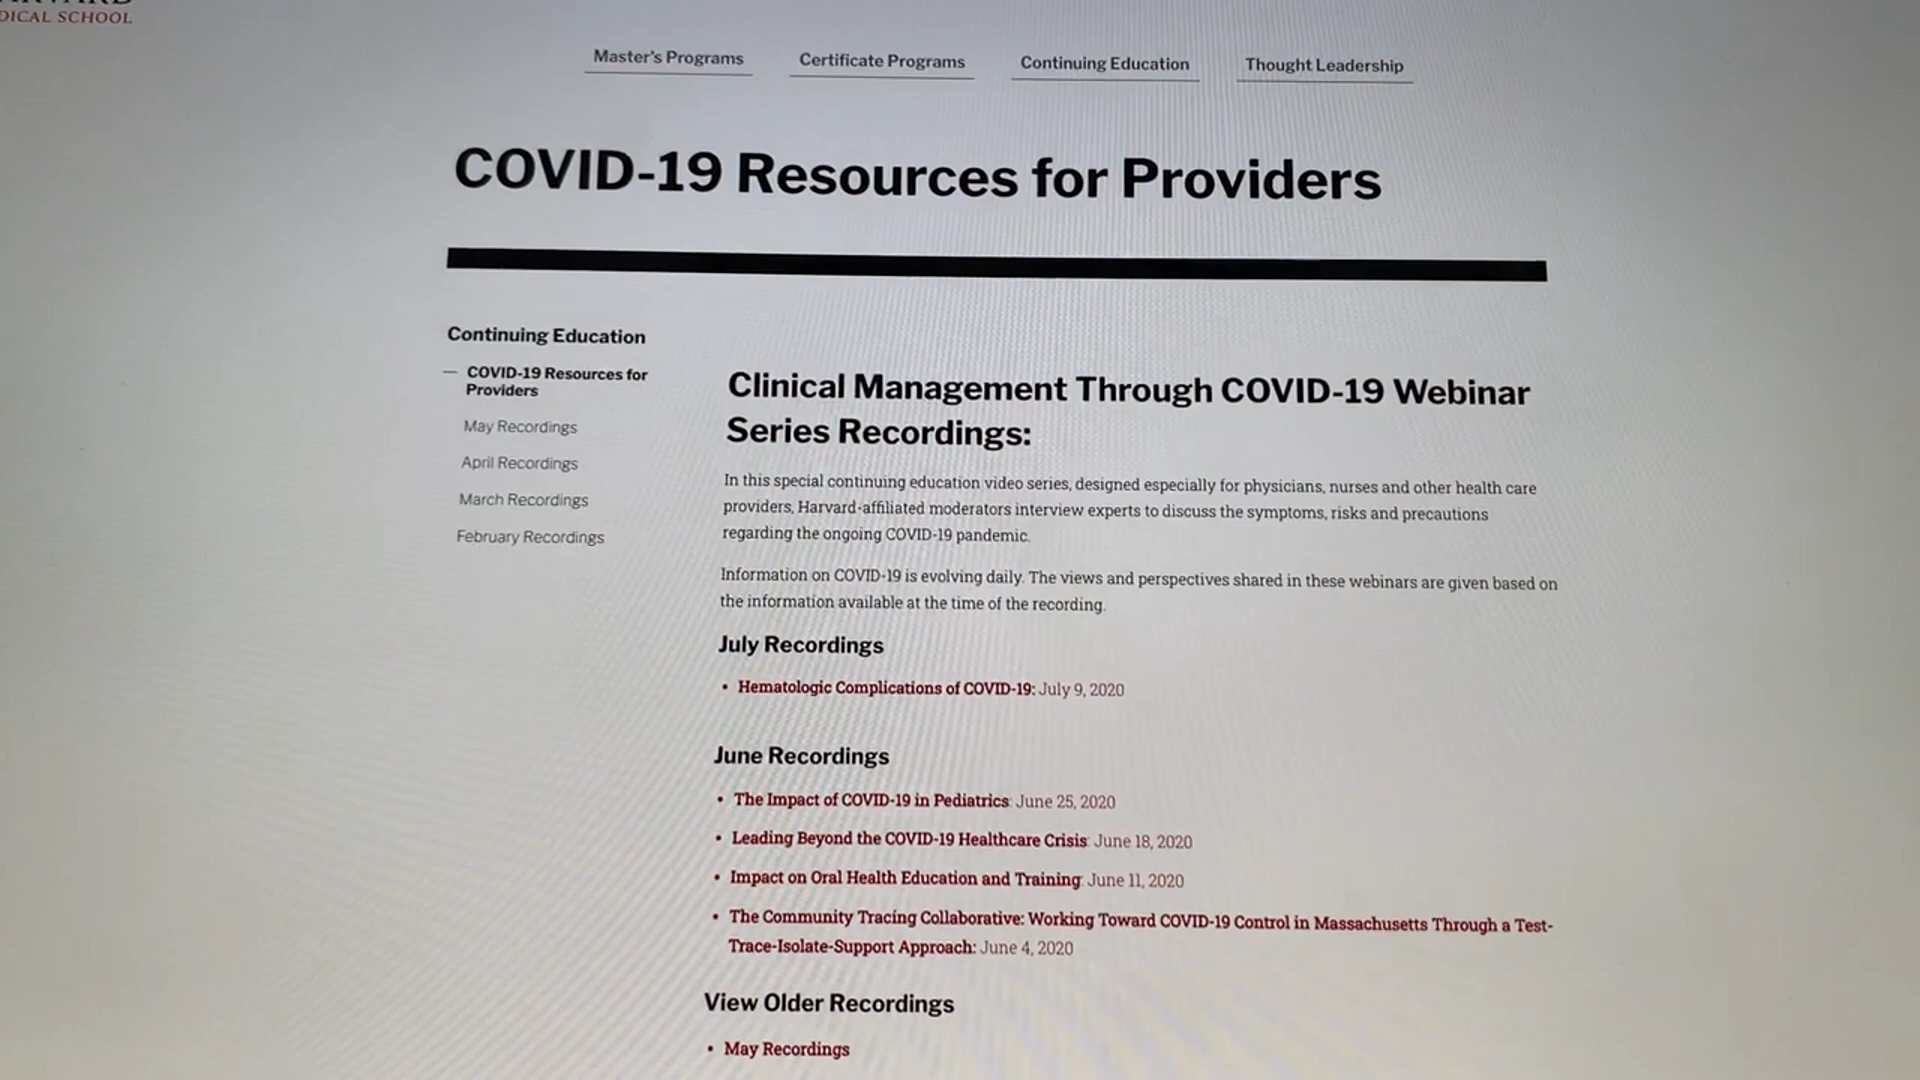 DICAL SCHOOL
Master's Programs
Certificate Programs
Continuing Education
Thought Leadership
COVID-19 Resources for Providers
Continuing Education
— COVID-19 Resources for
Providers
May Recordings
April Recordings
March Recordings
February Recordings
Clinical Management Through COVID-19 Webinar
Series Recordings:
In this special continuing education video series, designed especially for physicians, nurses and other health care
providers, Harvard-affiliated moderators interview experts to discuss the symptoms, risks and precautions
regarding the ongoing COVID-19 pandemic.
Information on COVID-19 is evolving daily. The views and perspectives shared in these webinars are given based on
the information available at the time of the recording.
July Recordings
• Hematologic Complications of COVID-19: July 9, 2020
June Recordings
• The Impact of COVID-19 in Pediatrics: June 25, 2020
• Leading Beyond the COVID-19 Healthcare Crisis: June 18, 2020
• Impact on Oral Health Education and Training: June 11, 2020
• The Community Tracing Collaborative: Working Toward COVID-19 Control in Massachusetts Through a Test-
Trace-Isolate-Support Approach: June 4, 2020
View Older Recordings
• May Recordings